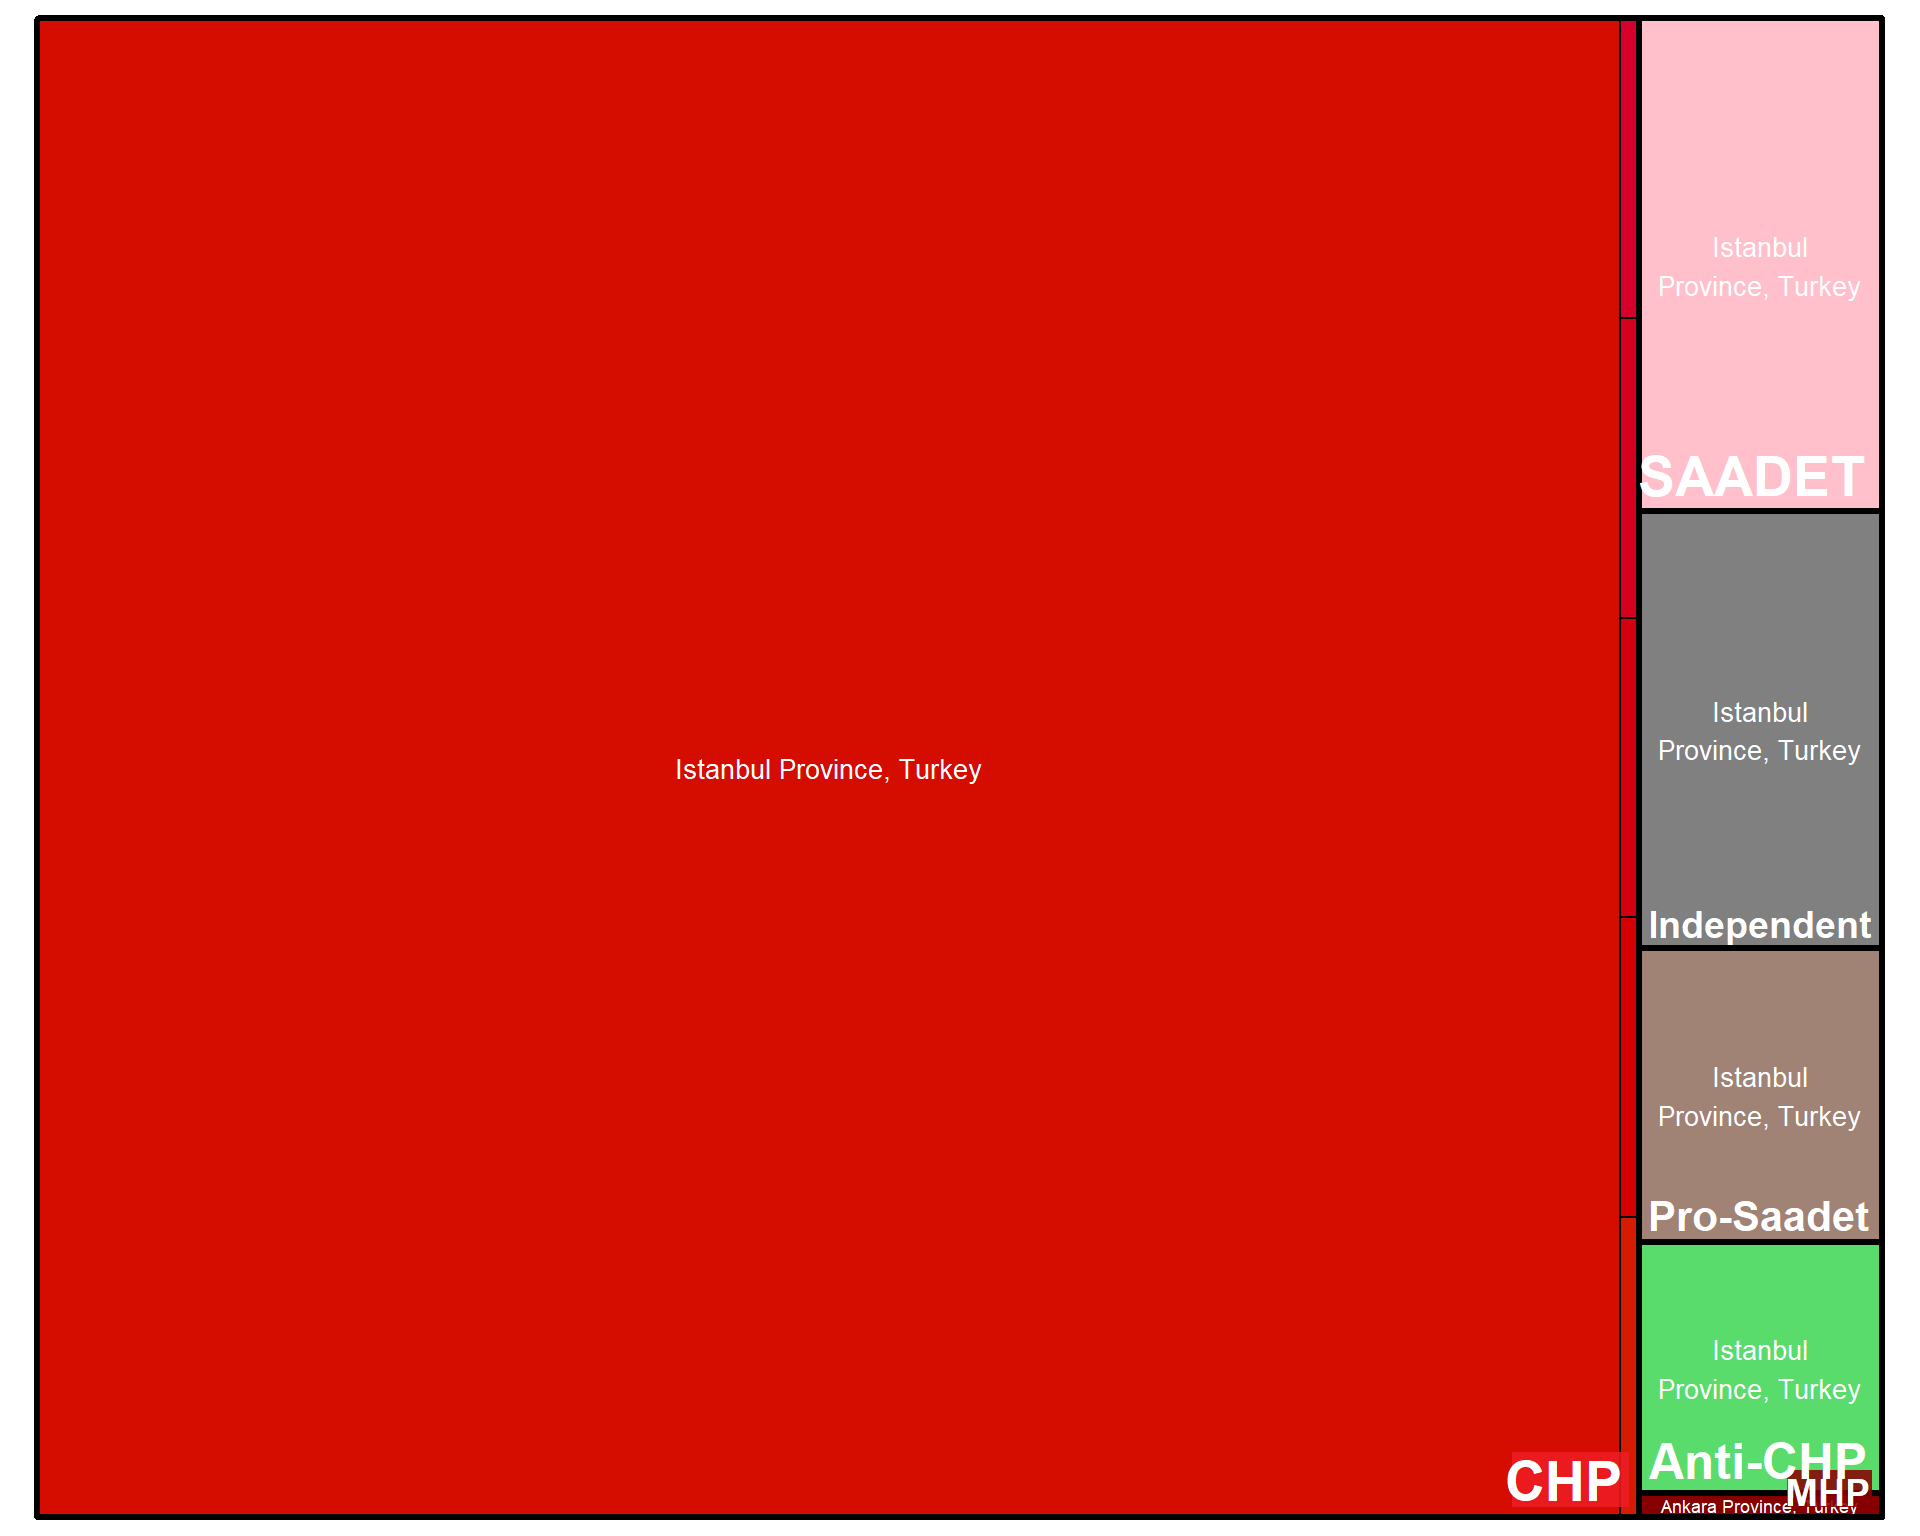 Istanbul Province, Turkey
CHP
Istanbul
Province, Turkey
SAADET
Istanbul
Province, Turkey
Independent
Istanbul
Province, Turkey
Pro-Saadet
Istanbul
Province, Turkey
Anti-CHP
MHP
Ankara Province, Turkey